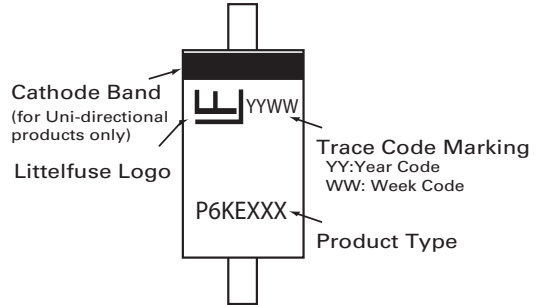 Cathode Band
(for Uni-directional
products only)
Littelfuse Logo
YYWW
Trace Code Marking
YY:Year Code
WW: Week Code
P6KEXXX
Product Type